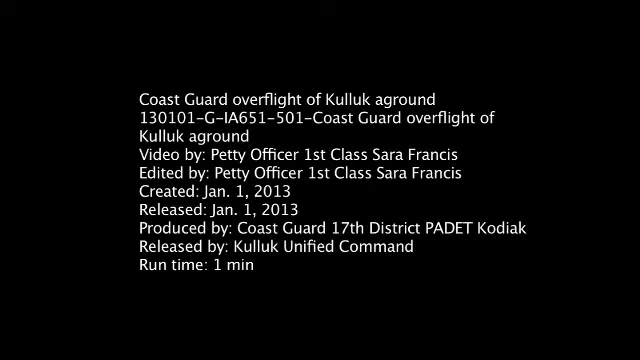 Coast Guard overflight of Kulluk aground
130101-G-IA651-501-Coast Guard overflight of
Kulluk aground
Video by: Petty Officer 1st Class Sara Francis
Edited by: Petty Officer 1st Class Sara Francis
Created: Jan. 1, 2013
Released: Jan. 1, 2013
Produced by: Coast Guard 17th District PADET Kodiak
Released by: Kulluk Unified Command
Run time: 1 min